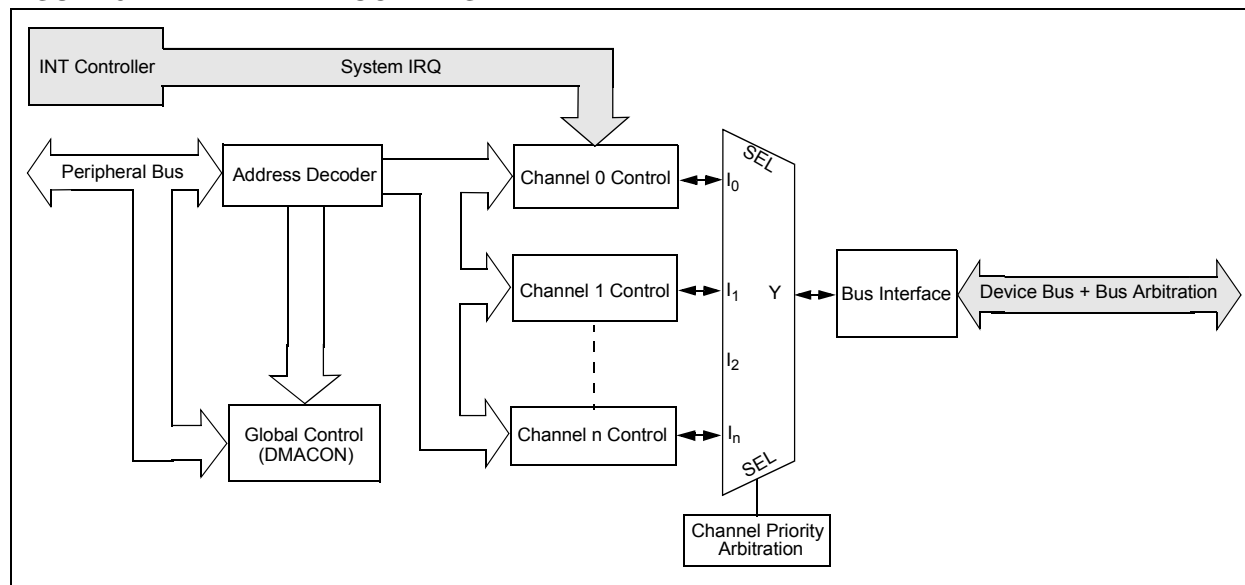 INT Controller
System IRQ
Peripheral Bus
Address Decoder
Channel 0 Control
SEL
I0
Channel 1 Control
I1
Y
Bus Interface
Device Bus + Bus Arbitration
I2
Global Control
(DMACON)
Channel n Control
In
SEL
Channel Priority
Arbitration